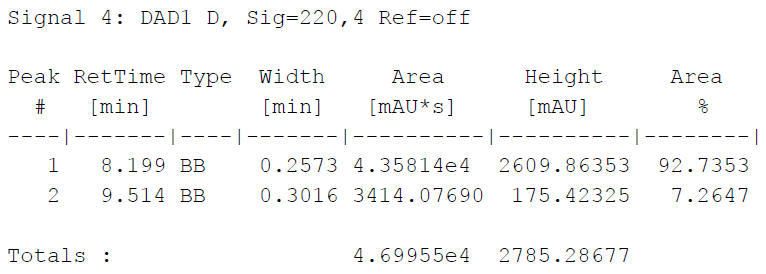 Signal 4: DAD1 D, Sig=220,4 Ref=off
Peak RetTime Type  Width     Area      Height     Area
  #   [min]        [min]   [mAU*s]     [mAU]        %
----|-------|----|-------|----------|----------|--------|
   1   8.199 BB    0.2573 4.35814e4  2609.86353  92.7353
   2   9.514 BB    0.3016 3414.07690  175.42325   7.2647
Totals :                  4.69955e4  2785.28677